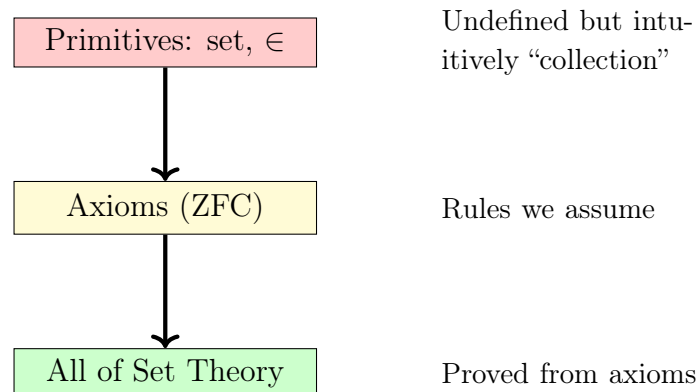 Primitives: set, ∈
Undefined but intu-
itively “collection”
Axioms (ZFC)
Rules we assume
All of Set Theory
Proved from axioms